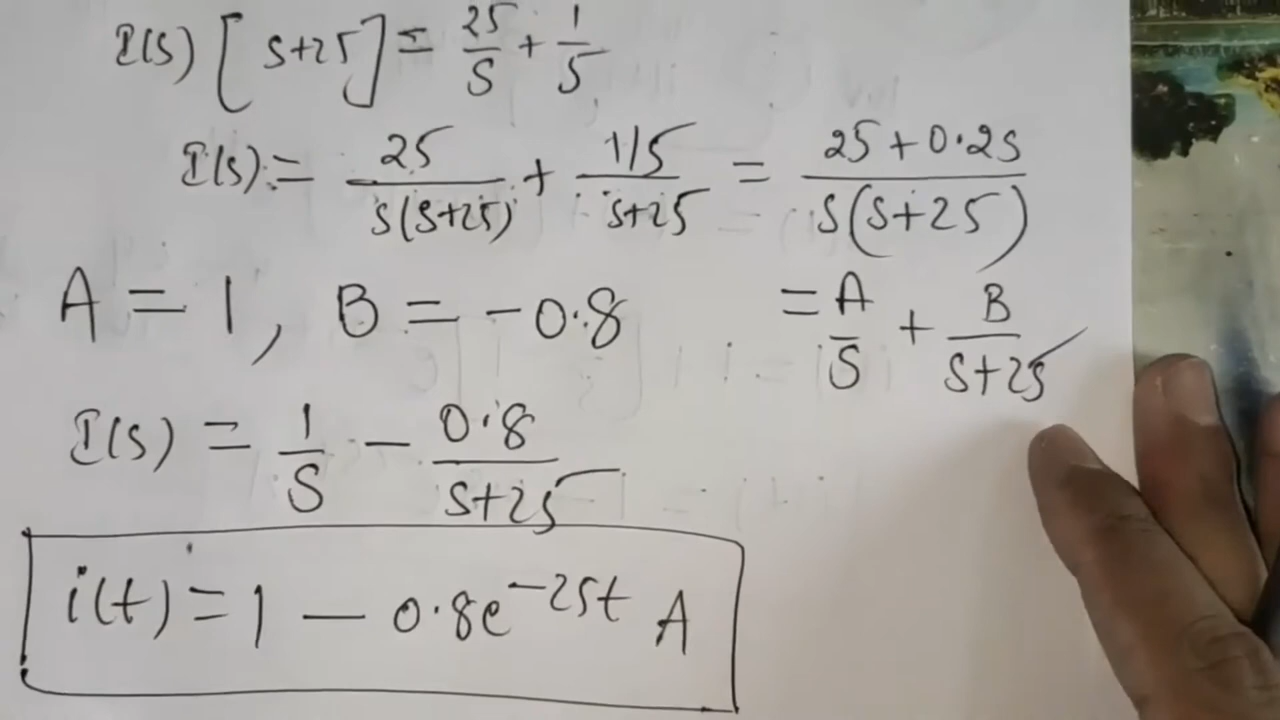 I(s) [ s+25 ] = 25/s + 1/5
I(s) = 25/s(s+25) + 1/5/s+25 = 25+0.2s/s(s+25)
A = 1, B = -0.8
= A/s + B/s+25
I(s) = 1/s - 0.8/s+25
i(t) = 1 - 0.8e^-25t A